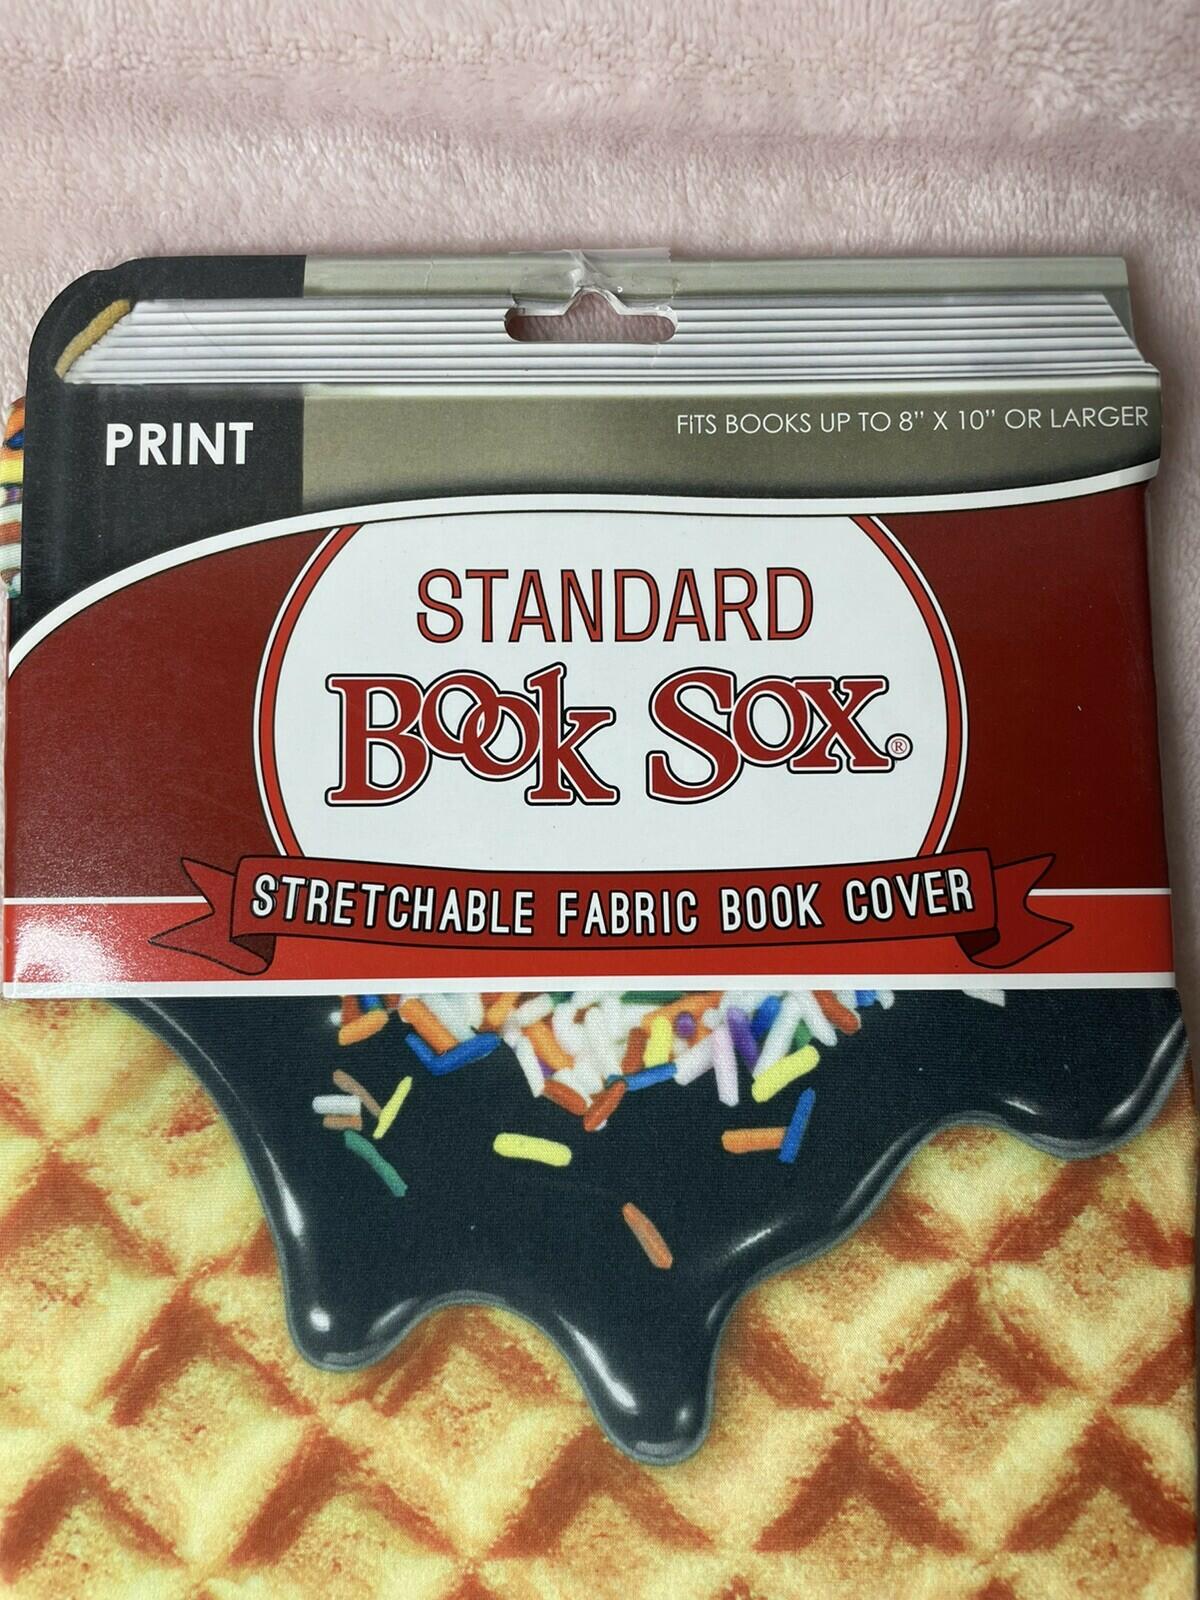 PRINT
FITS BOOKS UP TO 8” X 10” OR LARGER
STANDARD
BOOK SOX®
STRETCHABLE FABRIC BOOK COVER